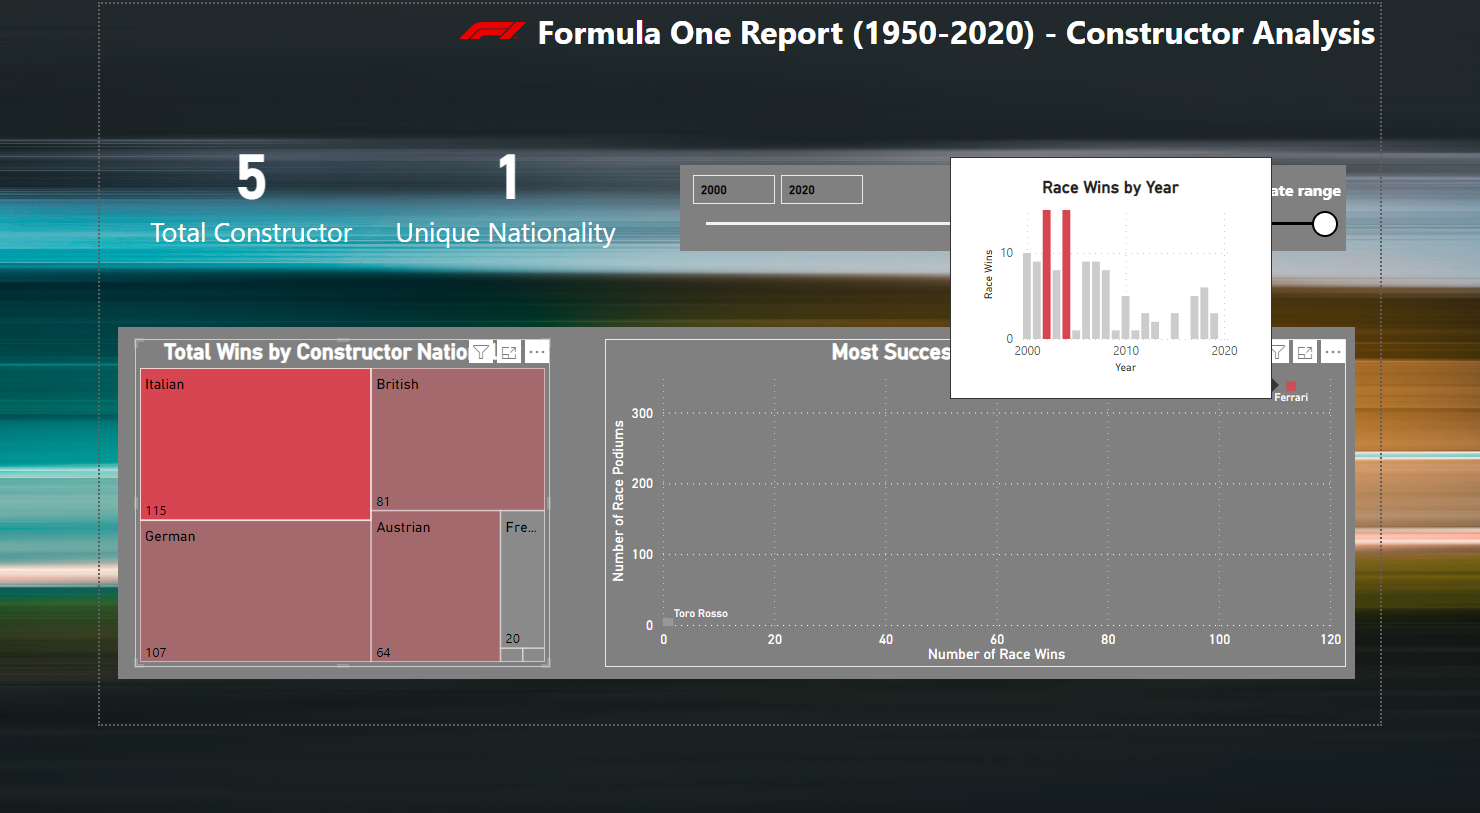 Formula One Report (1950-2020) - Constructor Analysis
5
Total Constructor
1
Unique Nationality
2000
2020
ate range
Race Wins by Year
Race Wins
10
0
2000
2010
2020
Year
Total Wins by Constructor Natio
Italian
115
British
81
German
107
Austrian
64
Fre...
20
Most Succes
Number of Race Podiums
300
200
100
0
Ferrari
Toro Rosso
0
20
40
60
80
100
120
Number of Race Wins